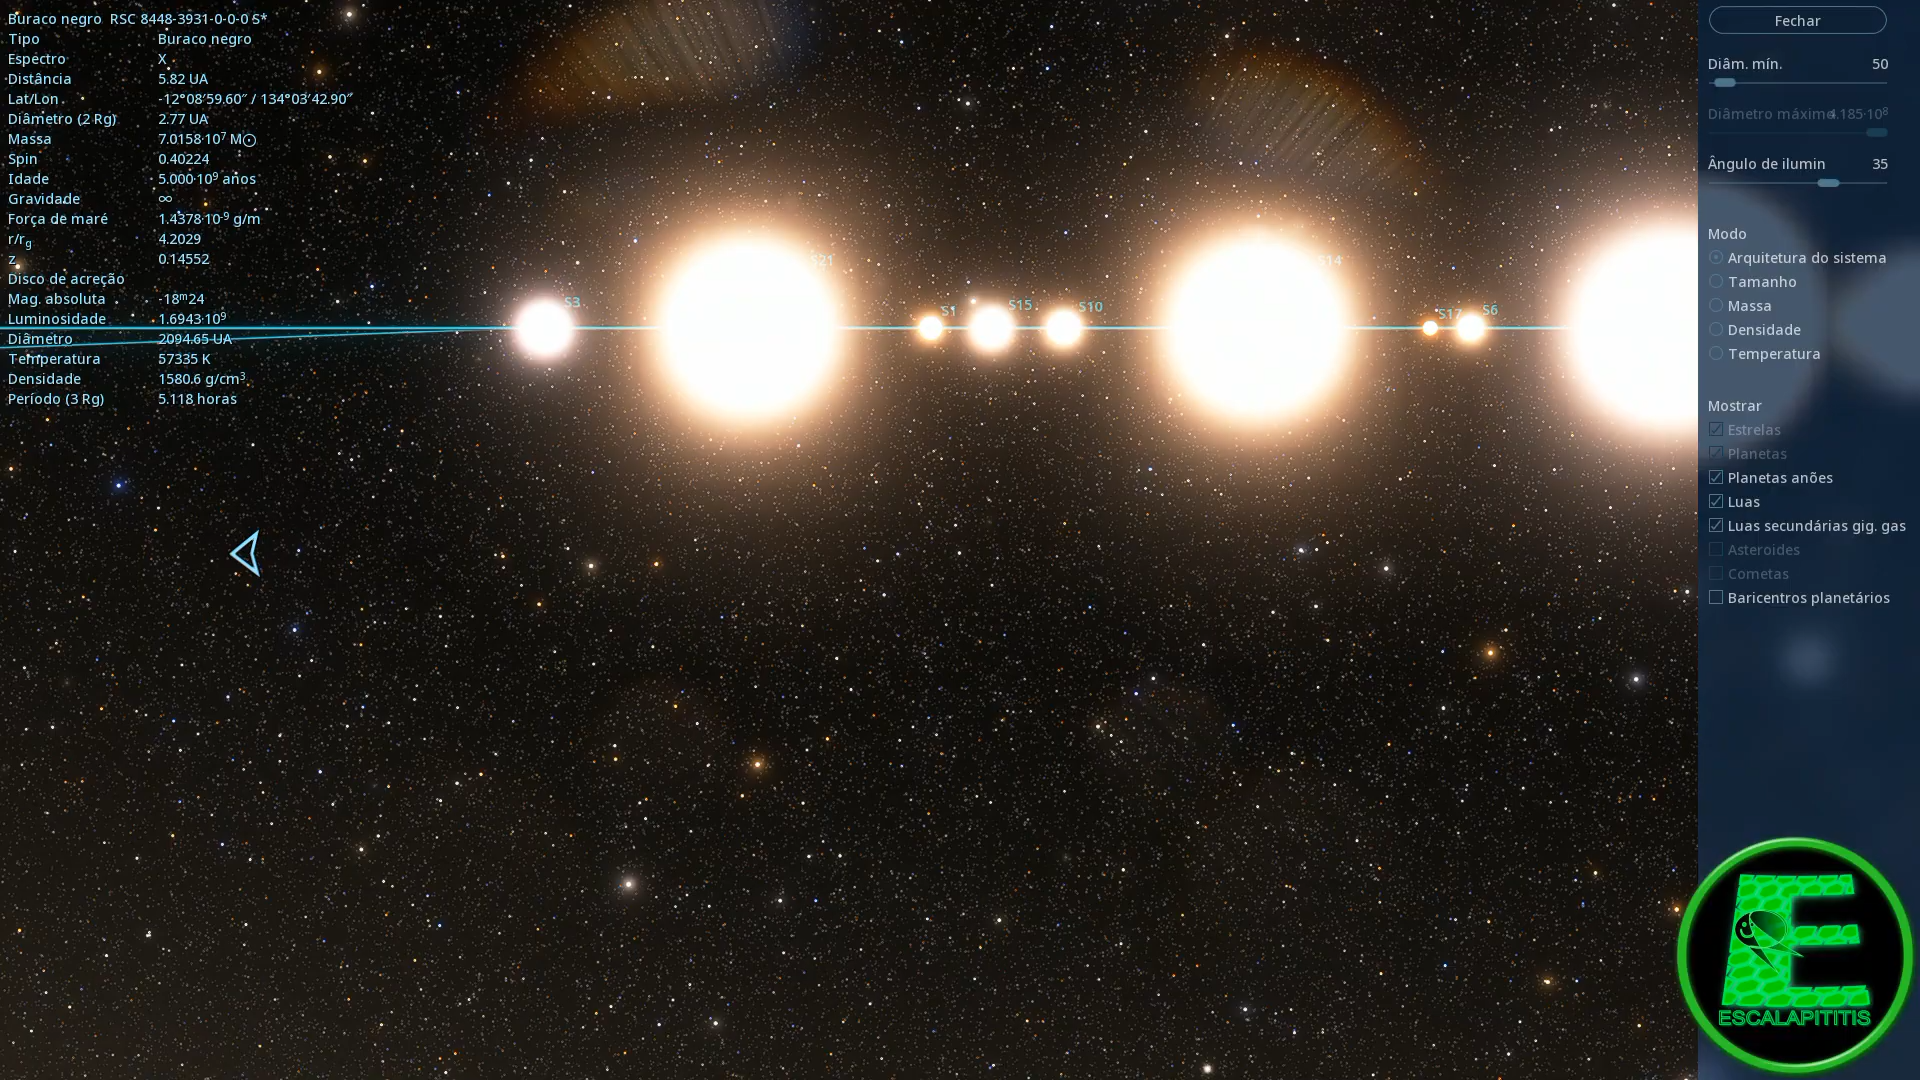 Buraco negro RSC 8448-3931-0-0-0 S*
Tipo Buraco negro
Espectro X
Distância 5.82 UA
Lat/Lon -12°08′59.60″ / 134°03′42.90″
Diâmetro (2 Rg) 2.77 UA
Massa 7.0158·10⁷ M☉
Spin 0.40224
Idade 5.000·10⁹ anos
Gravidade ∞
Força de maré 1.4378·10⁻⁹ g/m
r/rg 4.2029
z 0.14552
Disco de acreção
Mag. absoluta -18ᵐ24
Luminosidade 1.6943·10⁹
Diâmetro 2094.65 UA
Temperatura 57335 K
Densidade 1580.6 g/cm³
Período (3 Rg) 5.118 horas
S3
S21
S1
S15
S10
S14
S17
S6
Fechar
Diâm. mín. 50
Diâmetro máximo 4.185·10⁸
Ângulo de ilumin 35
Modo
Arquitetura do sistema
Tamanho
Massa
Densidade
Temperatura
Mostrar
Estrelas
Planetas
Planetas anões
Luas
Luas secundárias gig. gas
Asteroides
Cometas
Baricentros planetários
E
ESCALAPITITIS